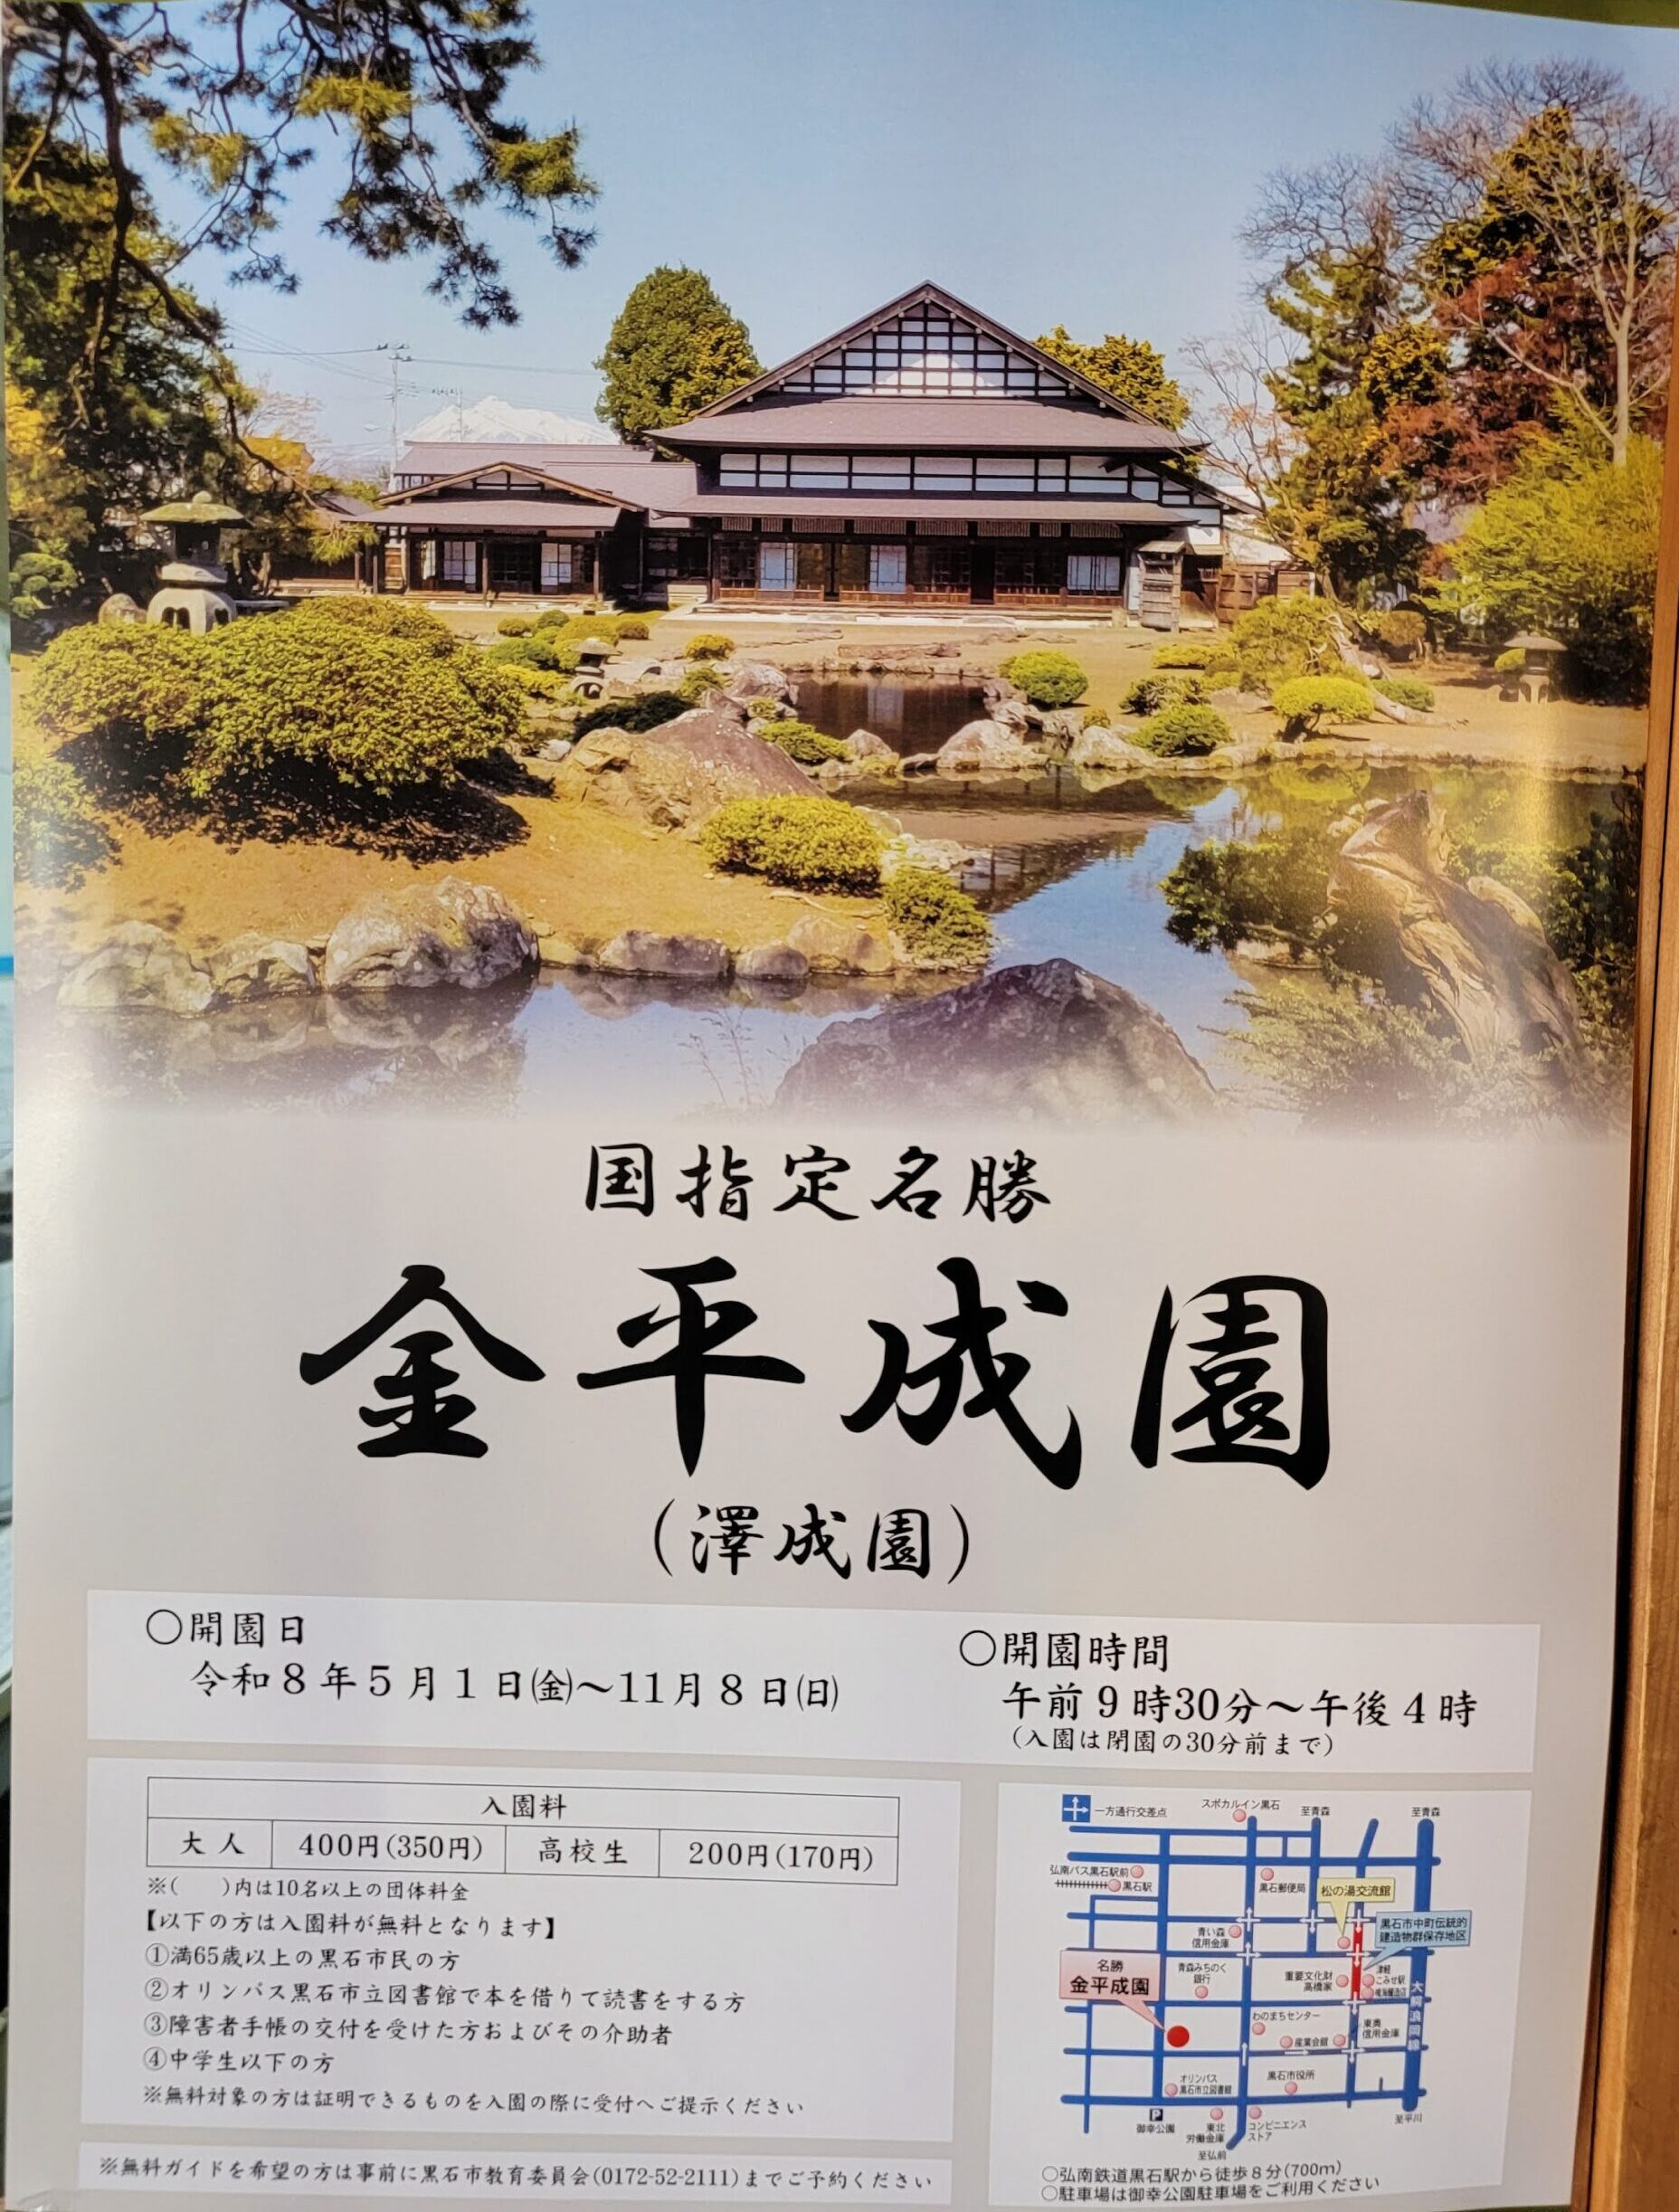 国指定名勝
金平成園
(澤成園)
○開園日
令和8年5月1日㈮～11月8日㈰
○開園時間
午前9時30分～午後4時
(入園は閉園の30分前まで)
入園料
大人 400円(350円) 高校生 200円(170円)
※( )内は10名以上の団体料金
【以下の方は入園料が無料となります】
①満65歳以上の黒石市民の方
②オリンパス黒石市立図書館で本を借りて読書をする方
③障害者手帳の交付を受けた方およびその介助者
④中学生以下の方
※無料対象の方は証明できるものを入園の際に受付へご提示ください
※無料ガイドを希望の方は事前に黒石市教育委員会(0172-52-2111)までご予約ください
一方通行交差点
スポカルイン黒石
至青森
至青森
弘南バス黒石駅前
黒石駅
黒石郵便局
松の湯交流館
黒石市中町伝統的
建造物群保存地区
青い森
信用金庫
青森みちのく
銀行
重要文化財
高橋家
津軽
こみせ駅
名勝
金平成園
わのまちセンター
産業会館
東奥
信用金庫
オリンパス
黒石市立図書館
黒石市役所
P
御幸公園
東北
労働金庫
コンビニエンス
ストア
至弘前
至平川
○弘南鉄道黒石駅から徒歩8分(700m)
○駐車場は御幸公園駐車場をご利用ください